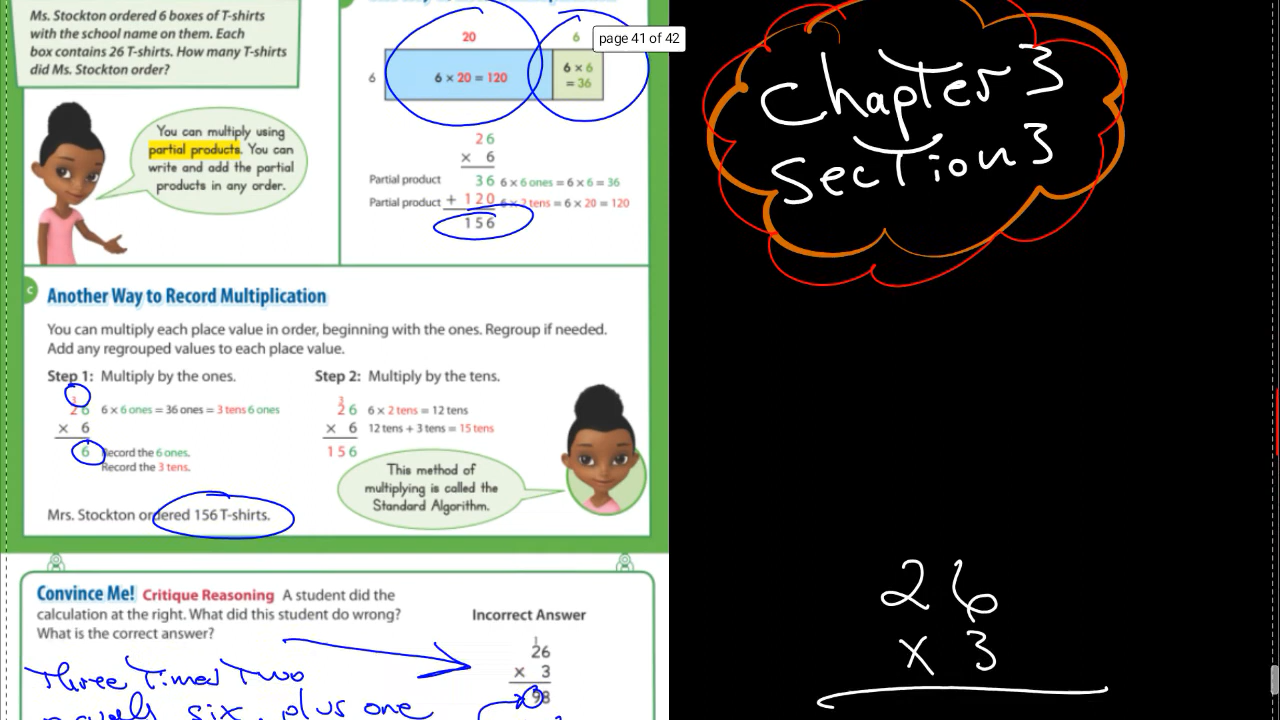 Ms. Stockton ordered 6 boxes of T-shirts
with the school name on them. Each
box contains 26 T-shirts. How many T-shirts
did Ms. Stockton order?
You can multiply using
partial products. You can
write and add the partial
products in any order.
20
6
page 41 of 42
6
6 × 20 = 120
6 × 6
= 36
26
× 6
Partial product 36 6 × 6 ones = 6 × 6 = 36
Partial product + 120 6 × 2 tens = 6 × 20 = 120
156
C
Another Way to Record Multiplication
You can multiply each place value in order, beginning with the ones. Regroup if needed.
Add any regrouped values to each place value.
Step 1: Multiply by the ones.
3
26 6 × 6 ones = 36 ones = 3 tens 6 ones
× 6
6 Record the 6 ones.
Record the 3 tens.
Step 2: Multiply by the tens.
3
26 6 × 2 tens = 12 tens
× 6 12 tens + 3 tens = 15 tens
156
This method of
multiplying is called the
Standard Algorithm.
Mrs. Stockton ordered 156 T-shirts.
Convince Me! Critique Reasoning A student did the
calculation at the right. What did this student do wrong?
What is the correct answer?
Incorrect Answer
1
26
× 3
98
Three Times Two
equals six, plus one
Chapter 3
Section 3
26
× 3